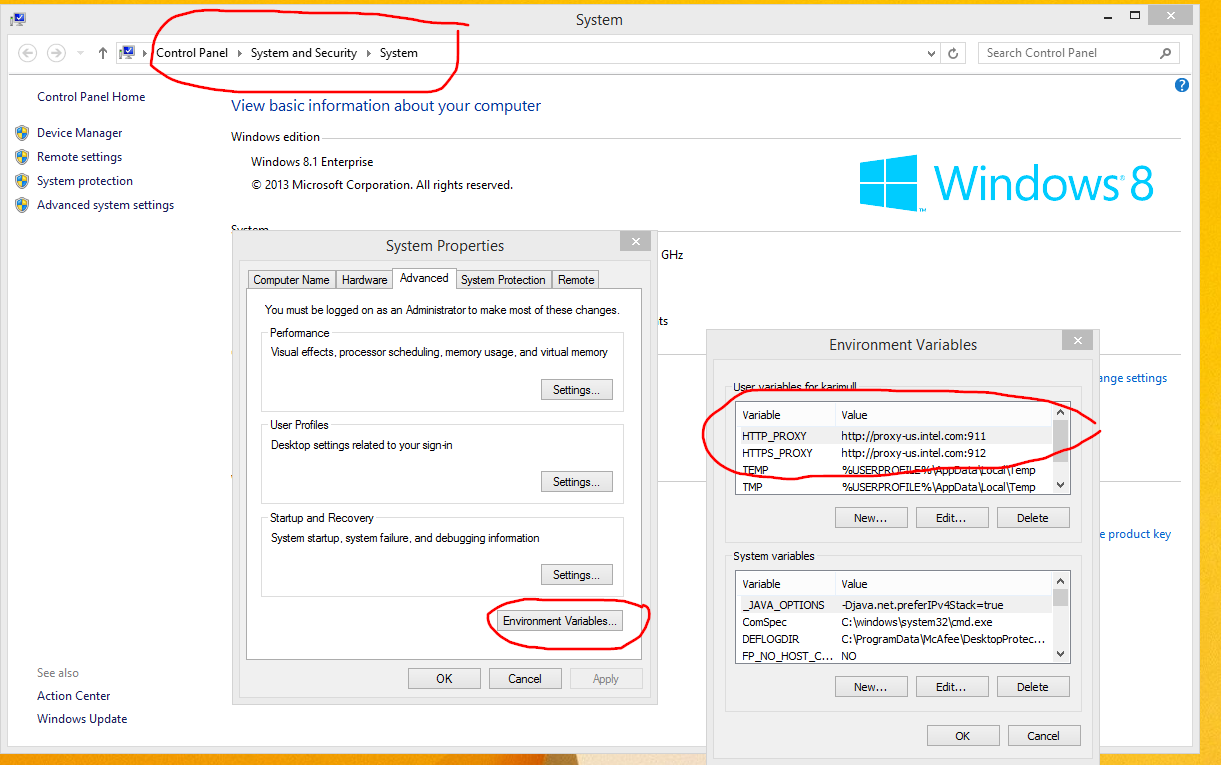 System
Control Panel System and Security System
Search Control Panel
Control Panel Home
Device Manager
Remote settings
System protection
Advanced system settings
View basic information about your computer
Windows edition
Windows 8.1 Enterprise
© 2013 Microsoft Corporation. All rights reserved.
Windows® 8
™
System
GHz
ange settings
e product key
System Properties
Computer Name Hardware Advanced System Protection Remote
You must be logged on as an Administrator to make most of these changes.
Performance
Visual effects, processor scheduling, memory usage, and virtual memory
Settings...
User Profiles
Desktop settings related to your sign-in
Settings...
Startup and Recovery
System startup, system failure, and debugging information
Settings...
Environment Variables...
OK Cancel Apply
Environment Variables
User variables for karimull
Variable Value
HTTP_PROXY http://proxy-us.intel.com:911
HTTPS_PROXY http://proxy-us.intel.com:912
TEMP %USERPROFILE%\AppData\Local\Temp
TMP %USERPROFILE%\AppData\Local\Temp
New... Edit... Delete
System variables
Variable Value
_JAVA_OPTIONS -Djava.net.preferIPv4Stack=true
ComSpec C:\windows\system32\cmd.exe
DEFLOGDIR C:\ProgramData\McAfee\DesktopProtec...
FP_NO_HOST_C... NO
New... Edit... Delete
OK Cancel
See also
Action Center
Windows Update